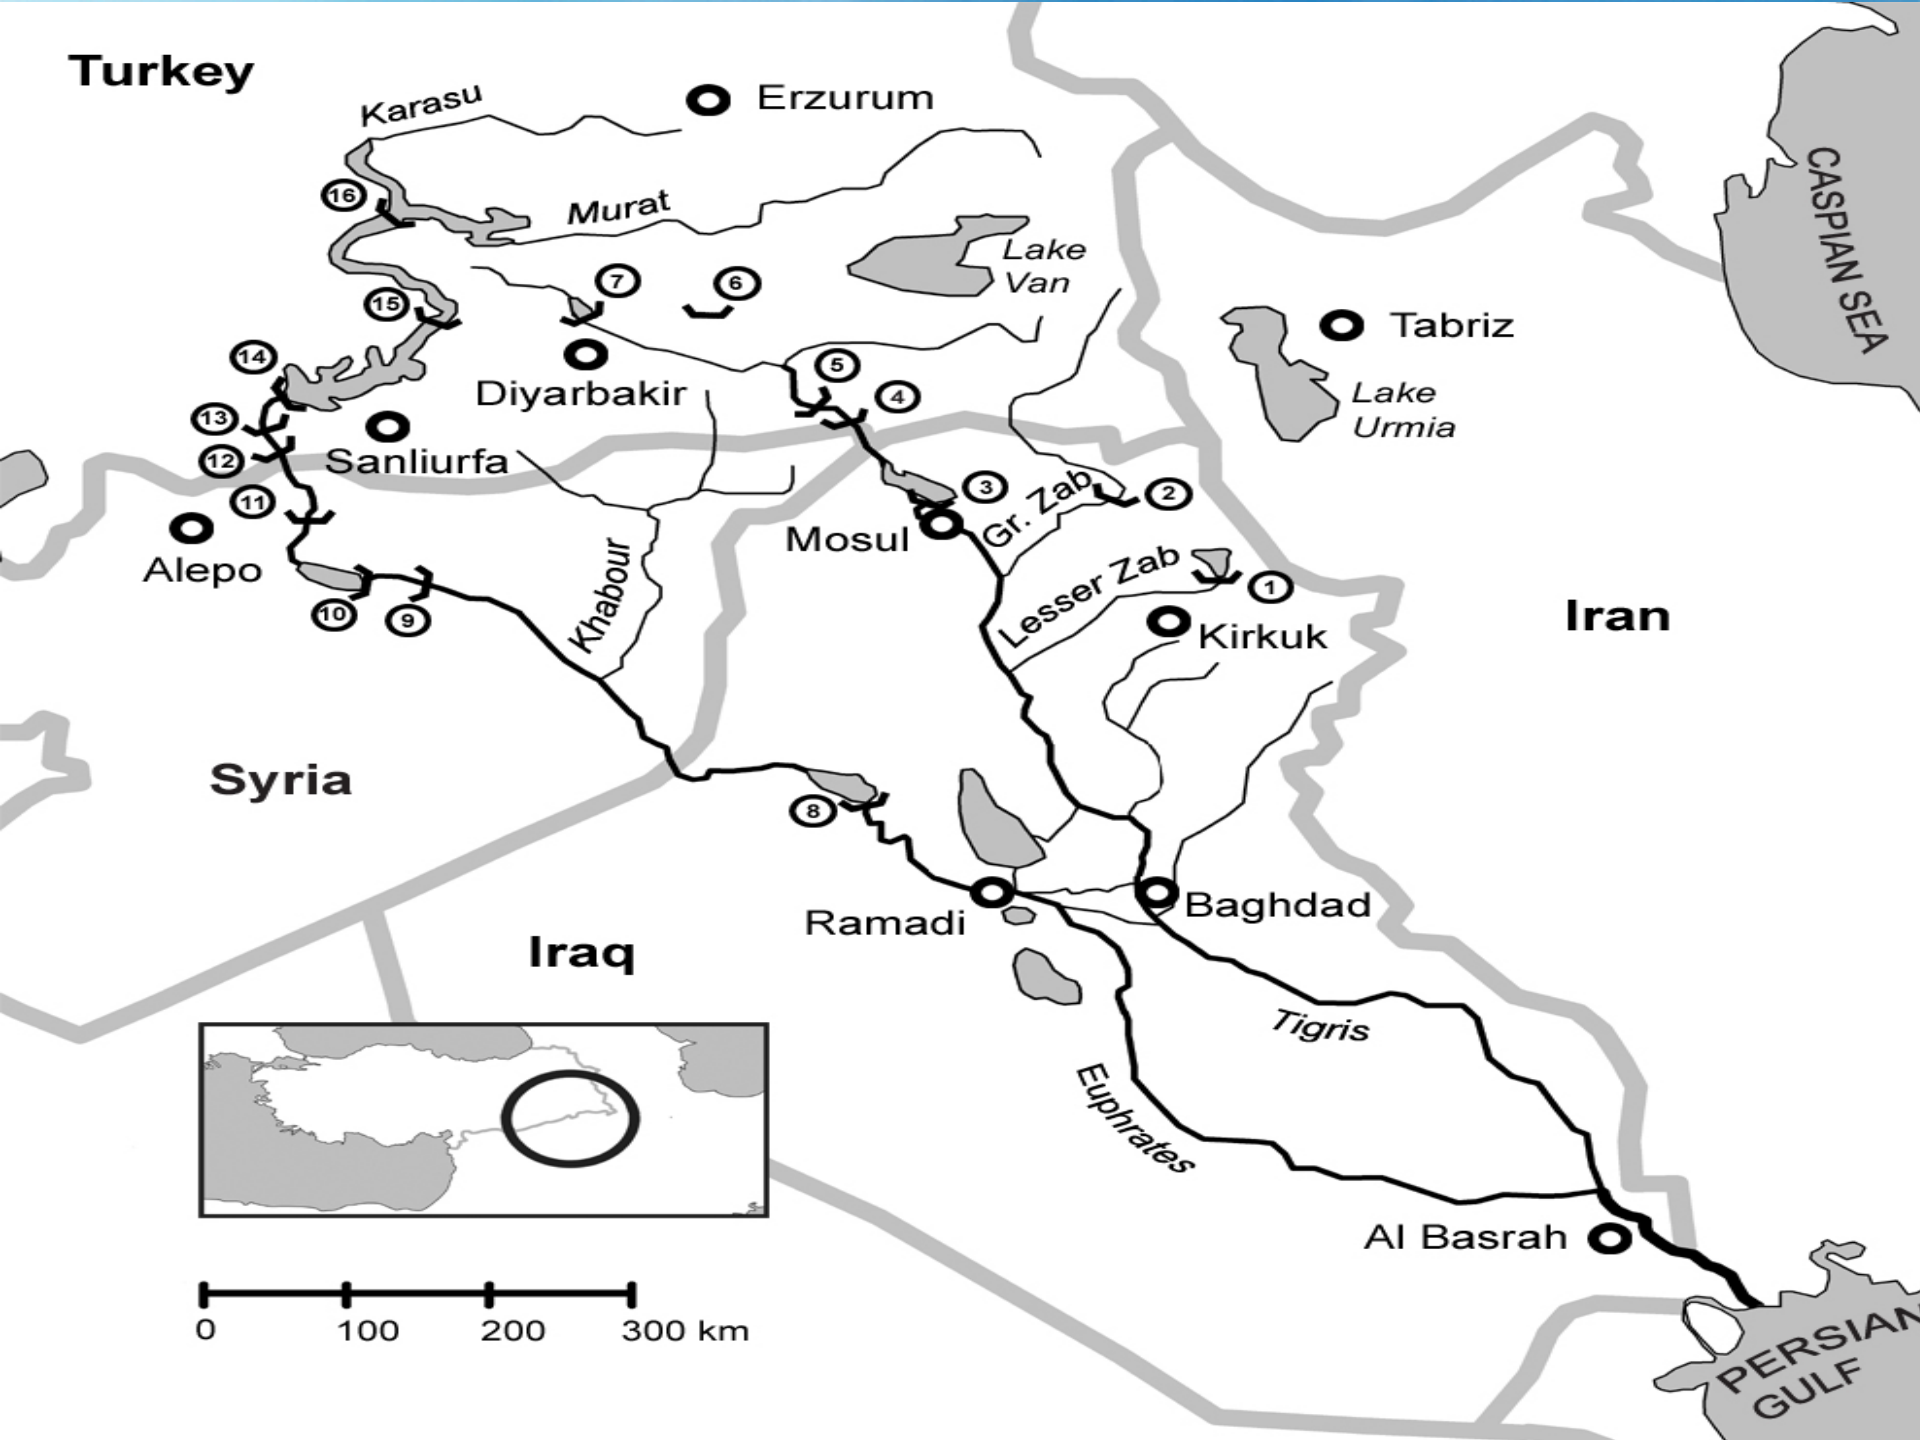 Turkey
Karasu
Erzurum
CASPIAN SEA
16
Murat
Lake
Van
7
6
15
Tabriz
14
5
Diyarbakir
4
Lake
Urmia
13
12
Sanliurfa
11
3
Gr. Zab
2
Mosul
Alepo
Khabour
Lesser Zab
1
10
9
Kirkuk
Iran
Syria
8
Ramadi
Baghdad
Iraq
Tigris
Euphrates
Al Basrah
0
100
200
300 km
PERSIAN
GULF